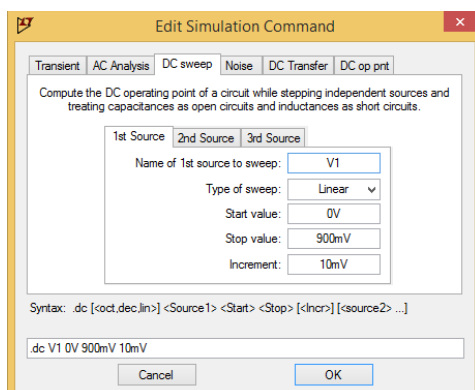 Edit Simulation Command
Transient AC Analysis DC sweep Noise DC Transfer DC op pnt
Compute the DC operating point of a circuit while stepping independent sources and
treating capacitances as open circuits and inductances as short circuits.
1st Source 2nd Source 3rd Source
Name of 1st source to sweep: V1
Type of sweep: Linear
Start value: 0V
Stop value: 900mV
Increment: 10mV
Syntax: .dc [<oct,dec,lin>] <Source1> <Start> <Stop> [<Incr>] [<source2> ...]
.dc V1 0V 900mV 10mV
Cancel OK